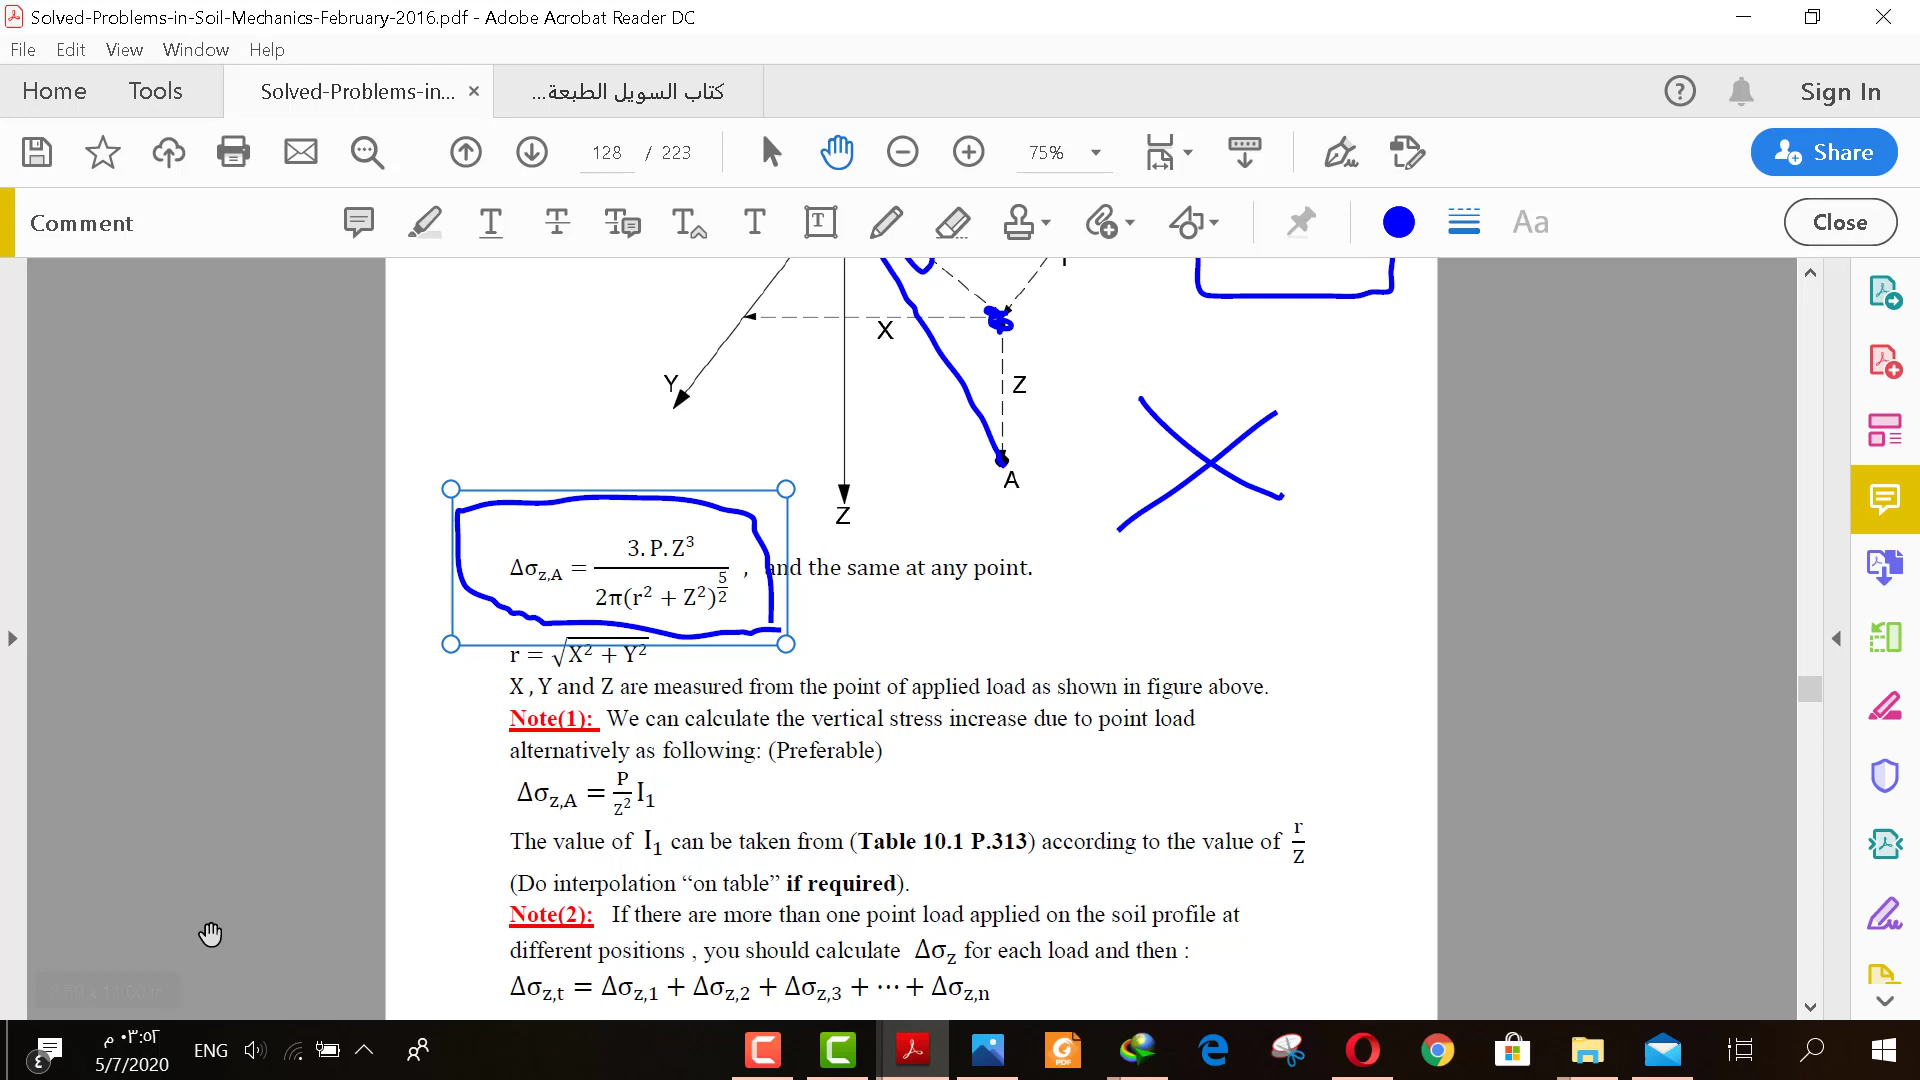 Solved-Problems-in-Soil-Mechanics-February-2016.pdf - Adobe Acrobat Reader DC
File Edit View Window Help
Home Tools Solved-Problems-in... × كتاب السويل الطبعة... Sign In
128 / 223 75% Share
Comment Aa Close
X
Y
Z
A
Z
Δσz,A = 3. P. Z³ / 2π(r² + Z²)^(5/2) , and the same at any point.
r = √X² + Y²
X , Y and Z are measured from the point of applied load as shown in figure above.
Note(1): We can calculate the vertical stress increase due to point load
alternatively as following: (Preferable)
Δσz,A = P/Z² I₁
The value of I₁ can be taken from (Table 10.1 P.313) according to the value of r/Z
(Do interpolation “on table” if required).
Note(2): If there are more than one point load applied on the soil profile at
different positions , you should calculate Δσz for each load and then :
Δσz,t = Δσz,1 + Δσz,2 + Δσz,3 + ⋯ + Δσz,n
ENG
٠٣:٥٢ م
5/7/2020